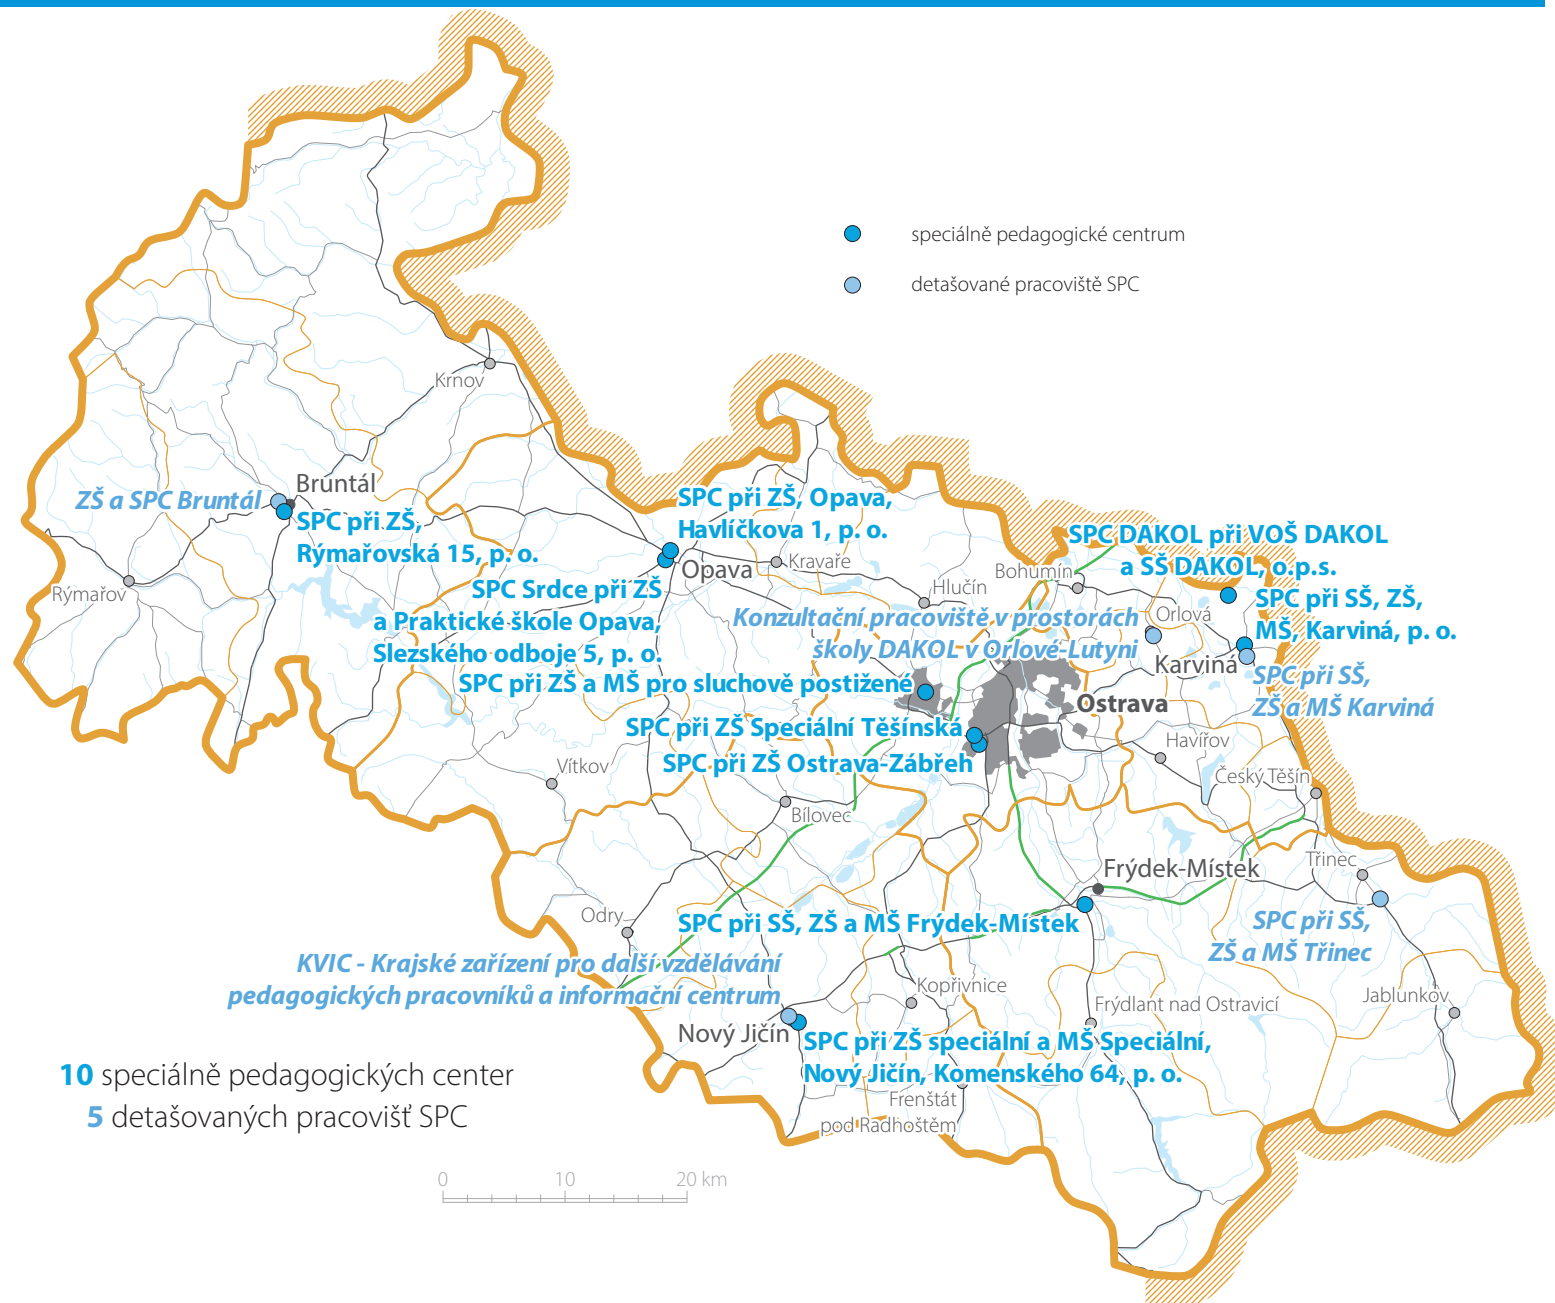 speciálně pedagogické centrum
detašované pracoviště SPC
Krnov
Bruntál
ZŠ a SPC Bruntál
SPC při ZŠ,
Rýmařovská 15, p. o.
Rýmařov
SPC při ZŠ, Opava,
Havlíčkova 1, p. o.
Opava
Kravaře
SPC Srdce při ZŠ
a Praktické škole Opava,
Slezského odboje 5, p. o.
Hlučín
Bohumín
SPC DAKOL při VOŠ DAKOL
a SŠ DAKOL, o.p.s.
SPC při SŠ, ZŠ,
MŠ, Karviná, p. o.
Orlová
Konzultační pracoviště v prostorách
školy DAKOL v Orlové-Lutyni
Karviná
SPC při SŠ,
ZŠ a MŠ Karviná
SPC při ZŠ a MŠ pro sluchově postižené
Ostrava
SPC při ZŠ Speciální Těšínská
SPC při ZŠ Ostrava-Zábřeh
Havířov
Český Těšín
Vítkov
Bílovec
Třinec
Frýdek-Místek
SPC při SŠ, ZŠ a MŠ Frýdek-Místek
SPC při SŠ,
ZŠ a MŠ Třinec
Odry
KVIC - Krajské zařízení pro další vzdělávání
pedagogických pracovníků a informační centrum
Kopřivnice
Frýdlant nad Ostravicí
Jablunkov
Nový Jičín
SPC při ZŠ speciální a MŠ Speciální,
Nový Jičín, Komenského 64, p. o.
Frenštát
pod Radhoštěm
10 speciálně pedagogických center
5 detašovaných pracovišť SPC
0 10 20 km